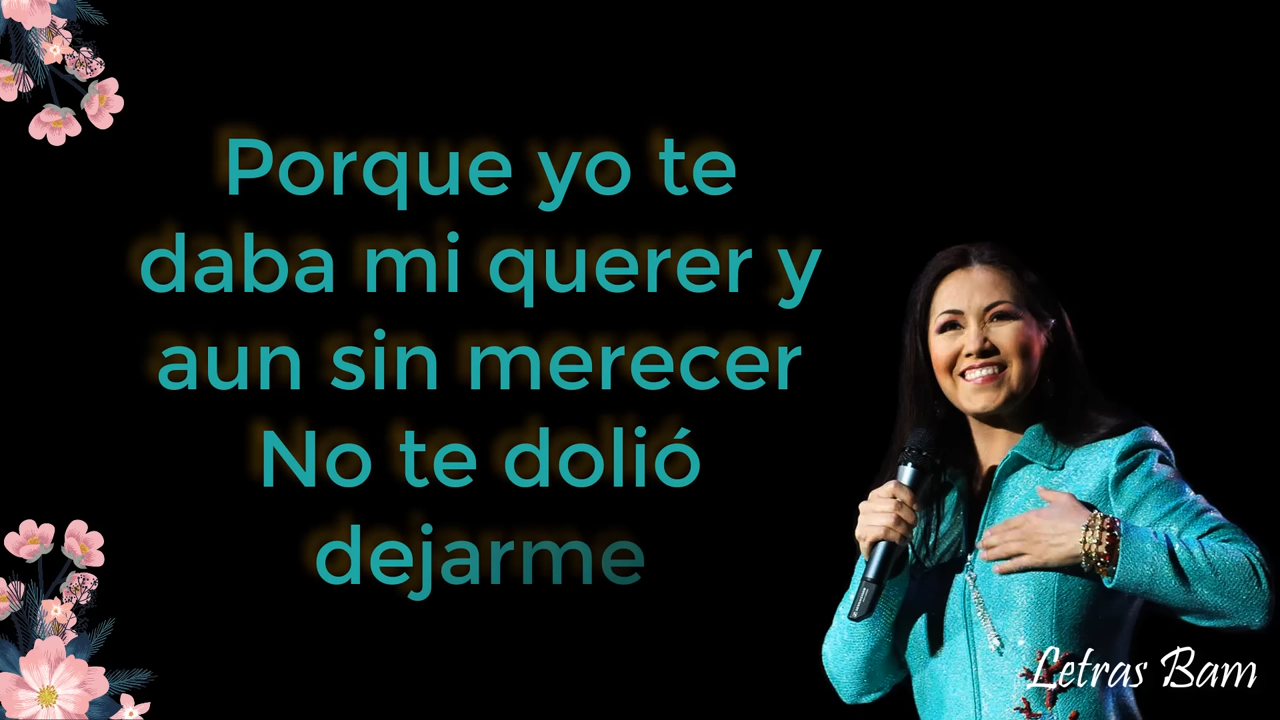 Porque yo te
daba mi querer y
aun sin merecer
No te dolió
dejarme
Letras Bam